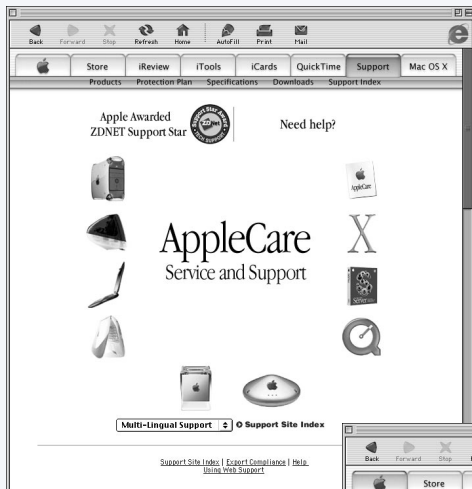 Back Forward Stop Refresh Home AutoFill Print Mail
Store iReview iTools iCards QuickTime Support Mac OS X
Products Protection Plan Specifications Downloads Support Index
Apple Awarded
ZDNET Support Star
Need help?
AppleCare
AppleCare
Service and Support
Multi-Lingual Support Support Site Index
Support Site Index | Export Compliance | Help
Using Web Support
Back Forward Stop
Store